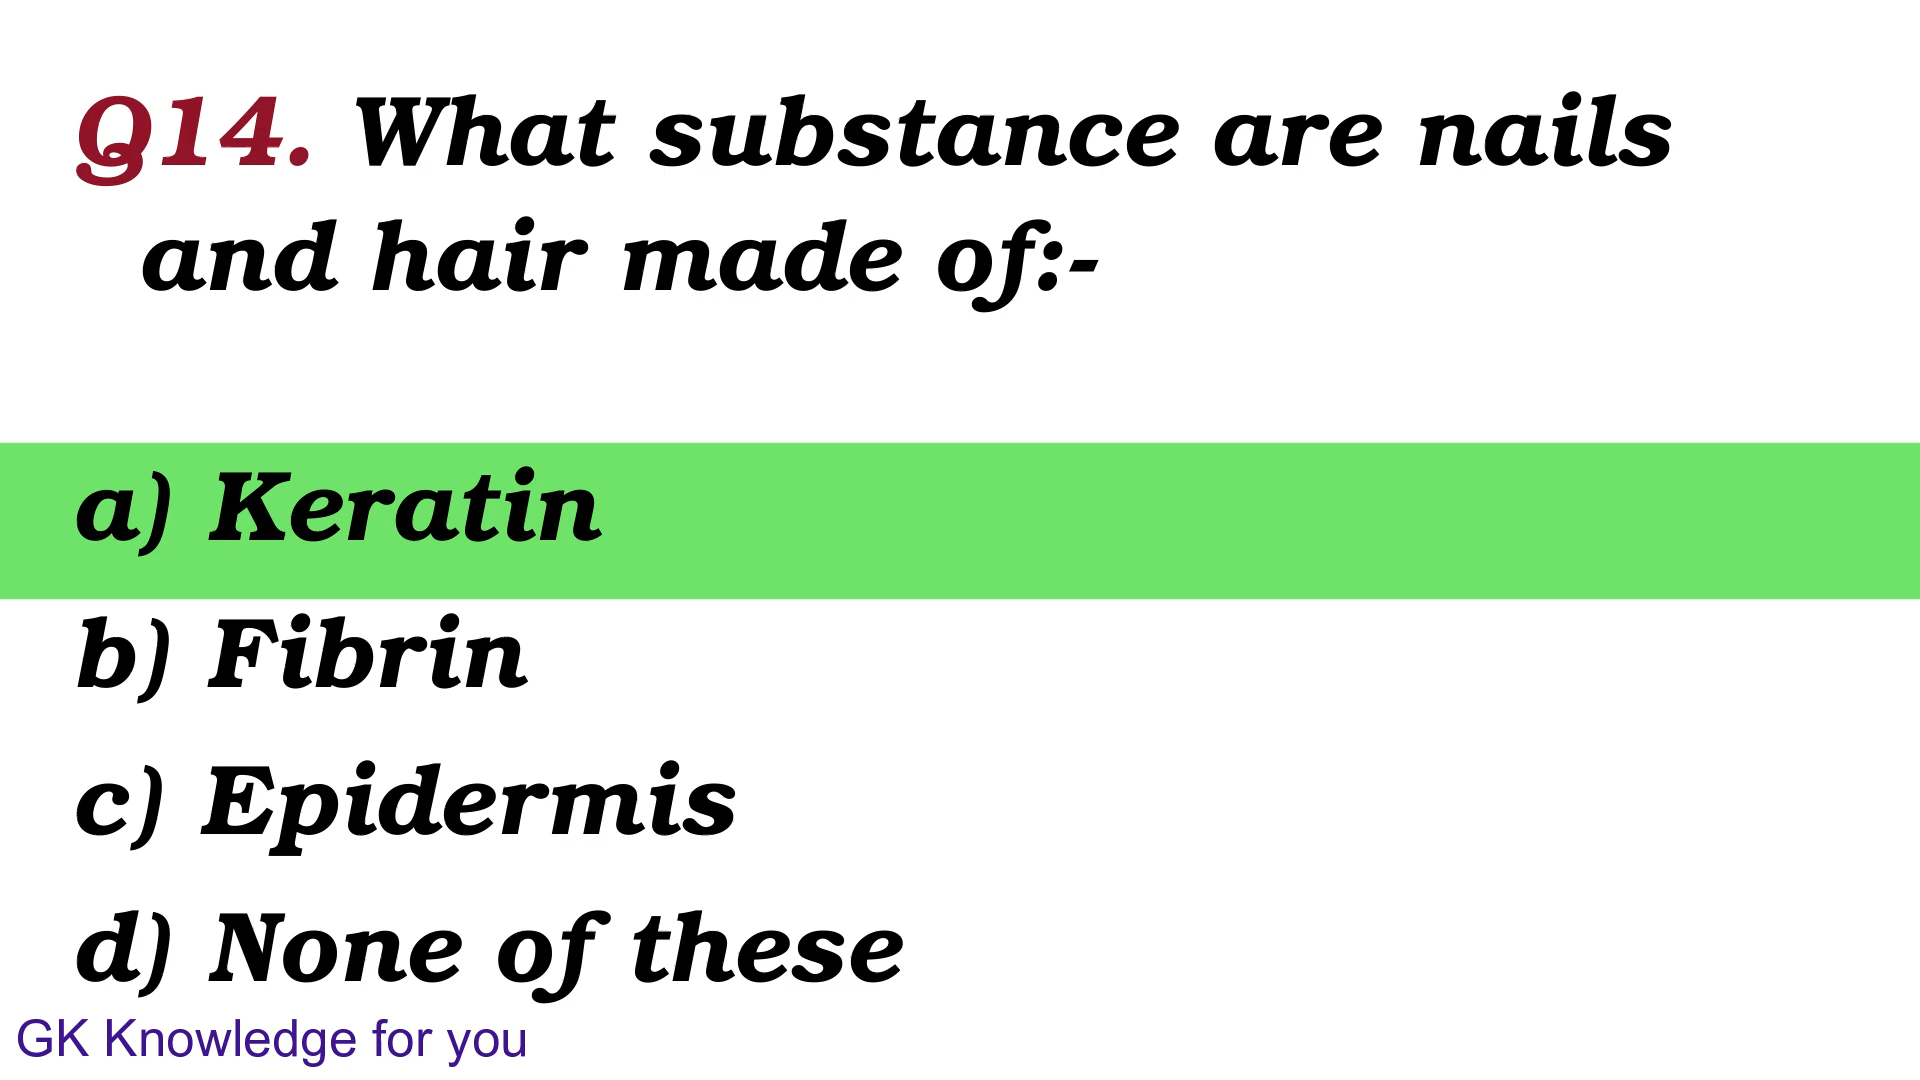 Q14. What substance are nails
and hair made of:-
a) Keratin
b) Fibrin
c) Epidermis
d) None of these
GK Knowledge for you